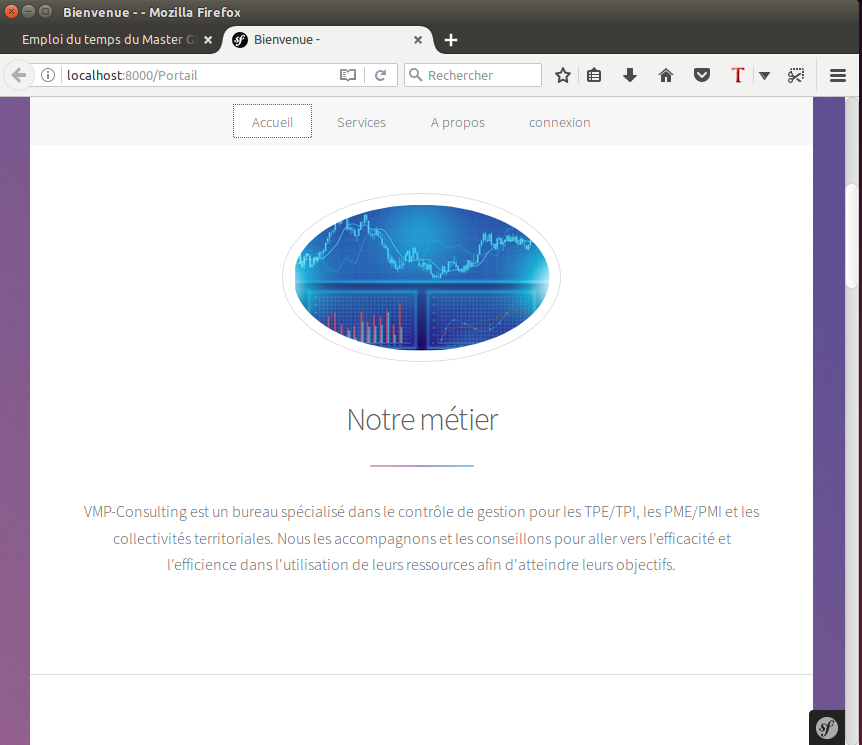 Bienvenue - - Mozilla Firefox
Emploi du temps du Master
Bienvenue -
localhost:8000/Portail
Rechercher
Accueil
Services
A propos
connexion
Notre métier
VMP-Consulting est un bureau spécialisé dans le contrôle de gestion pour les TPE/TPI, les PME/PMI et les
collectivités territoriales. Nous les accompagnons et les conseillons pour aller vers l'efficacité et
l'efficience dans l'utilisation de leurs ressources afin d'atteindre leurs objectifs.